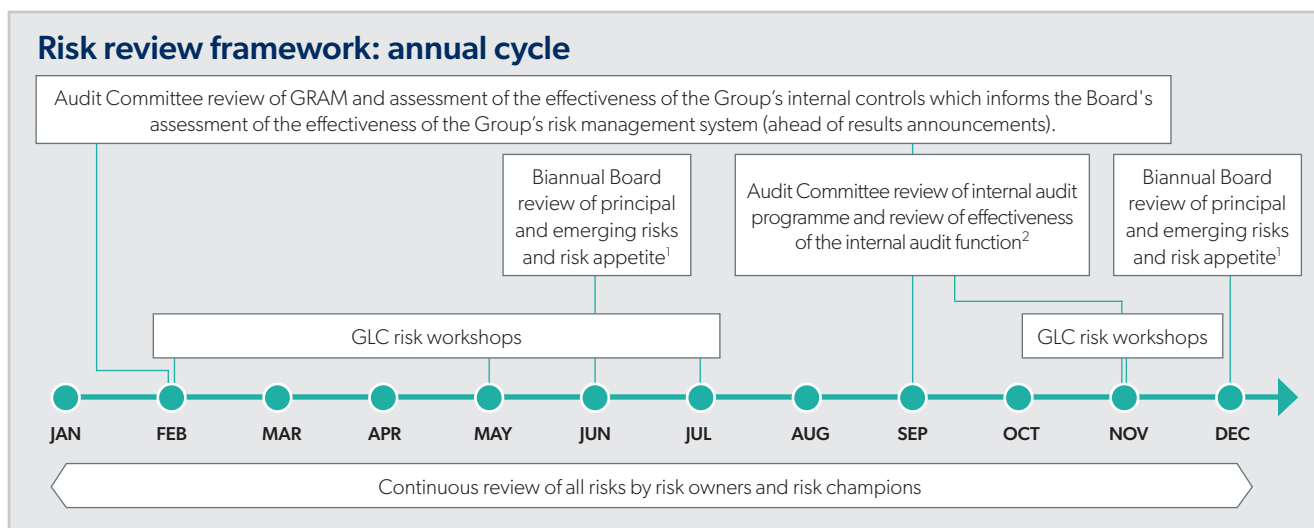 Risk review framework: annual cycle
Audit Committee review of GRAM and assessment of the effectiveness of the Group’s internal controls which informs the Board's
assessment of the effectiveness of the Group’s risk management system (ahead of results announcements).
Biannual Board
review of principal
and emerging risks
and risk appetite1
Audit Committee review of internal audit
programme and review of effectiveness
of the internal audit function2
Biannual Board
review of principal
and emerging risks
and risk appetite1
GLC risk workshops
GLC risk workshops
JAN FEB MAR APR MAY JUN JUL AUG SEP OCT NOV DEC
Continuous review of all risks by risk owners and risk champions